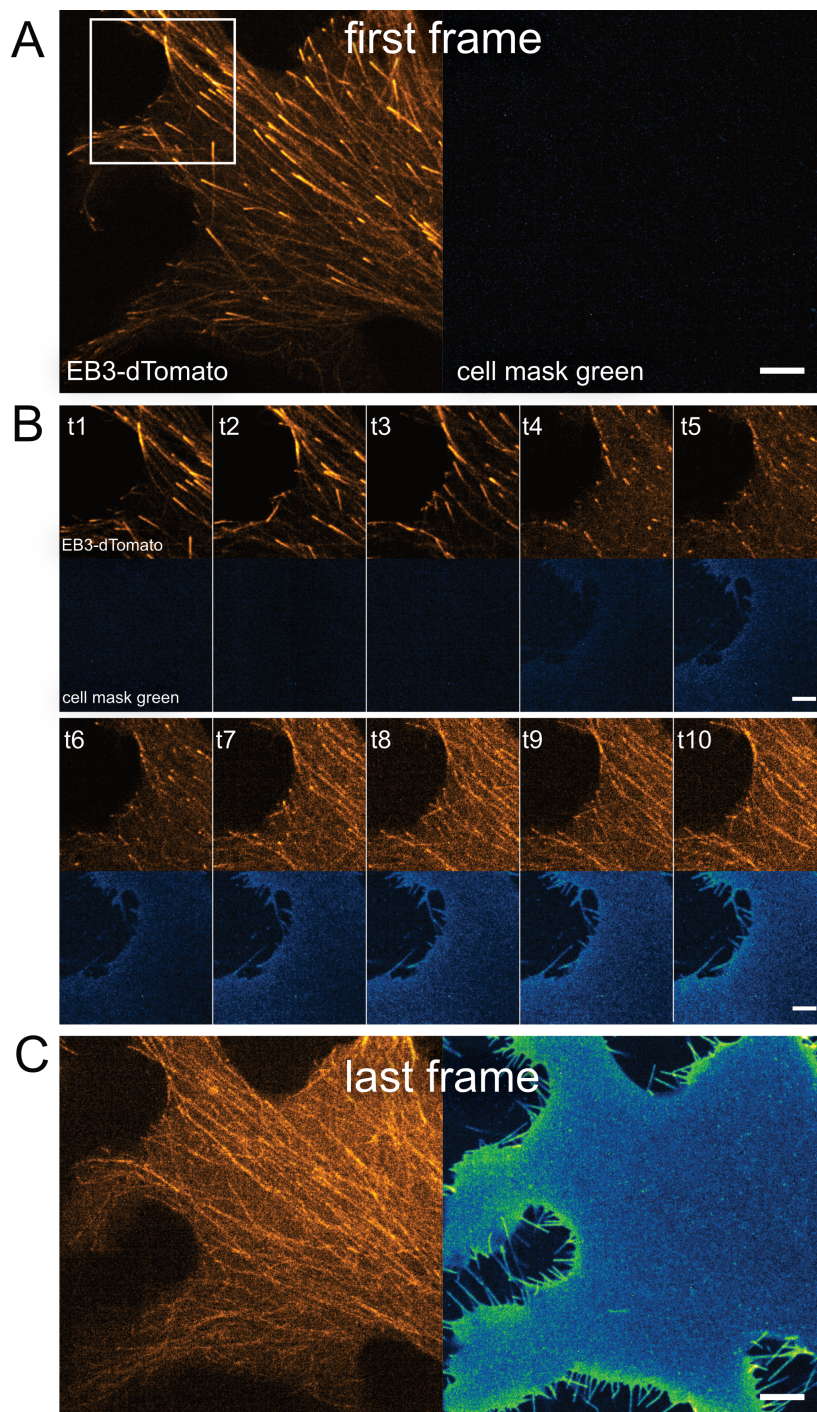 A
first frame
EB3-dTomato
cell mask green
B
t1
t2
t3
t4
t5
EB3-dTomato
cell mask green
t6
t7
t8
t9
t10
C
last frame